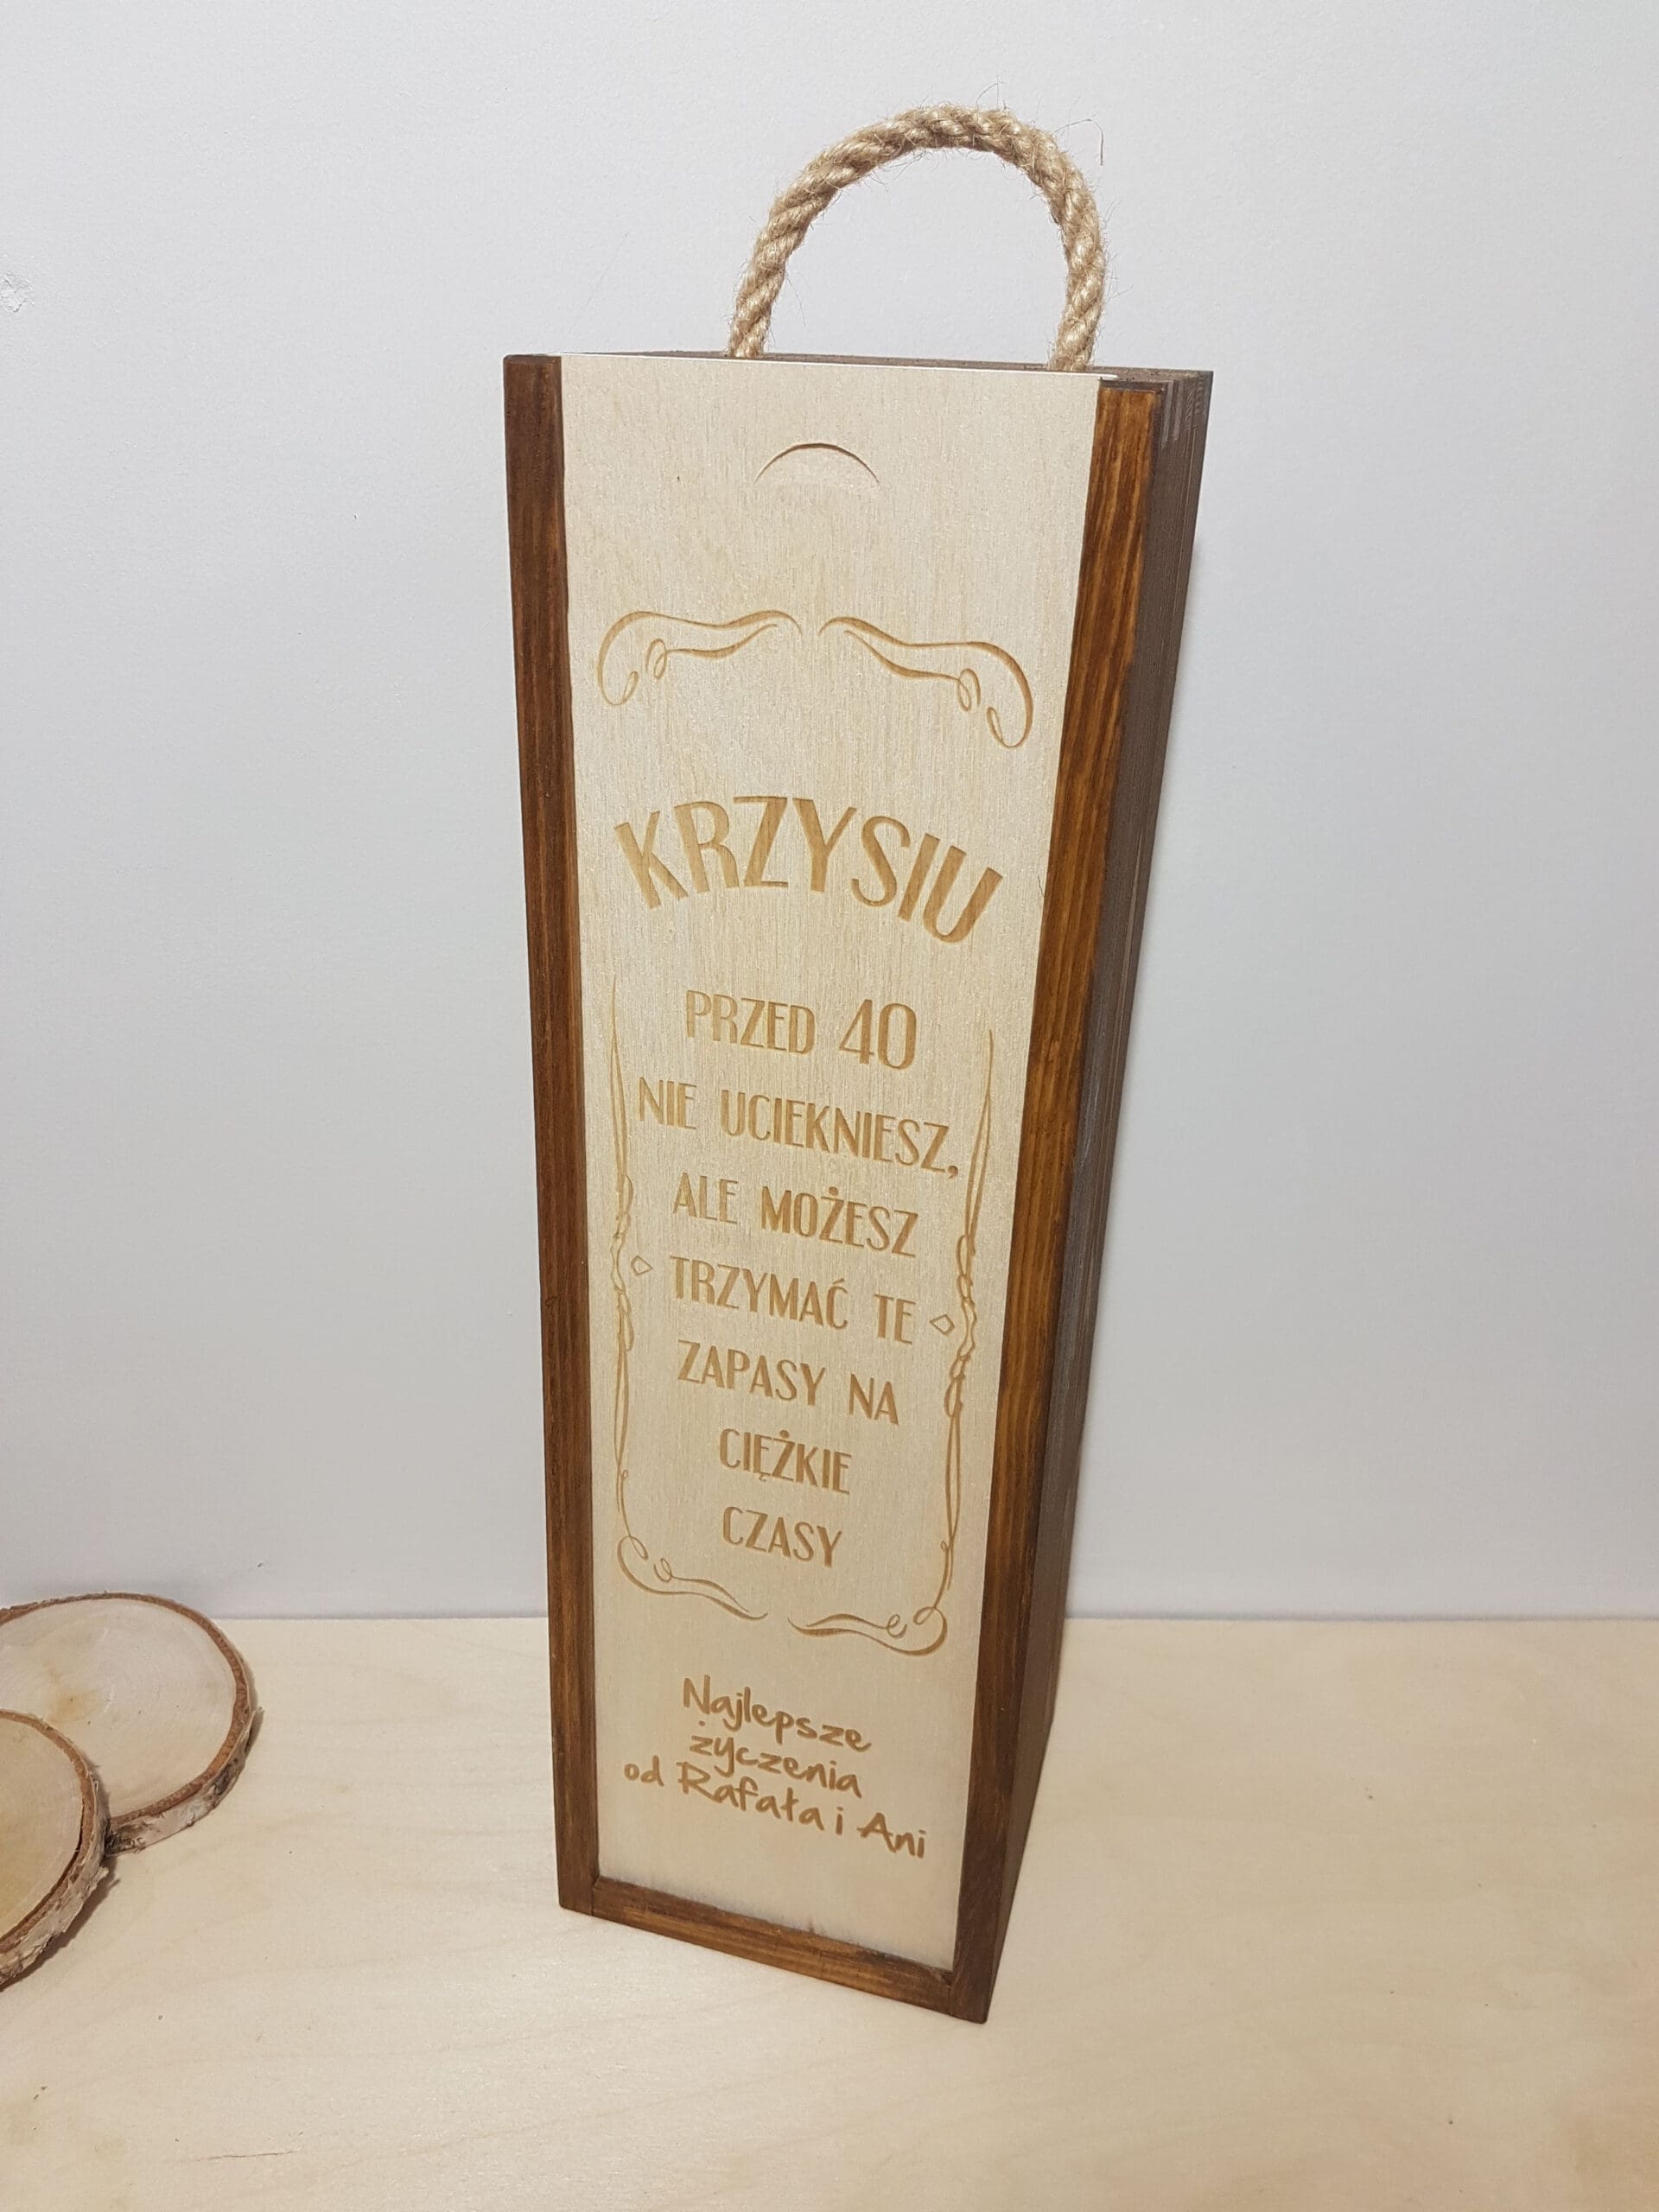 KRZYSIU
PRZED 40
NIE UCIEKNIESZ,
ALE MOŻESZ
TRZYMAĆ TE
ZAPASY NA
CIĘŻKIE
CZASY
Najlepsze
życzenia
od Rafała i Ani